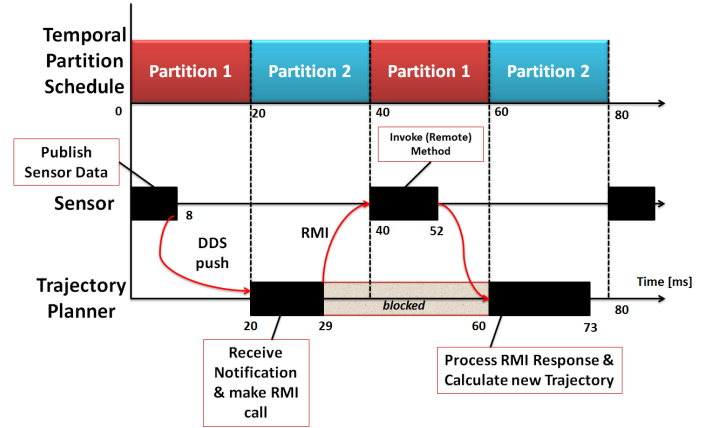 Temporal
Partition
Schedule
Partition 1
Partition 2
Partition 1
Partition 2
0
20
40
60
80
Publish
Sensor Data
Invoke (Remote)
Method
Sensor
8
40
52
DDS
push
RMI
Trajectory
Planner
blocked
Time [ms]
20
29
60
73
80
Receive
Notification
& make RMI
call
Process RMI Response &
Calculate new Trajectory